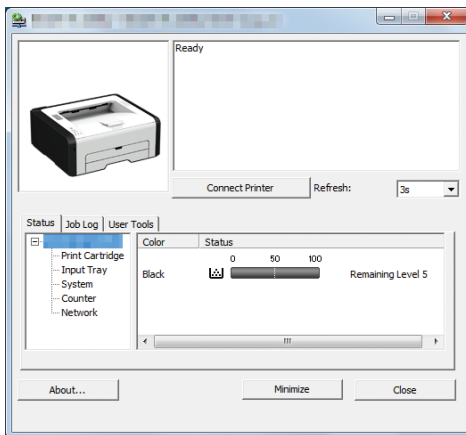 Ready
Connect Printer
Refresh:
3s
Status
Job Log
User Tools
Print Cartridge
Input Tray
System
Counter
Network
Color
Status
0 50 100
Black
Remaining Level 5
About...
Minimize
Close